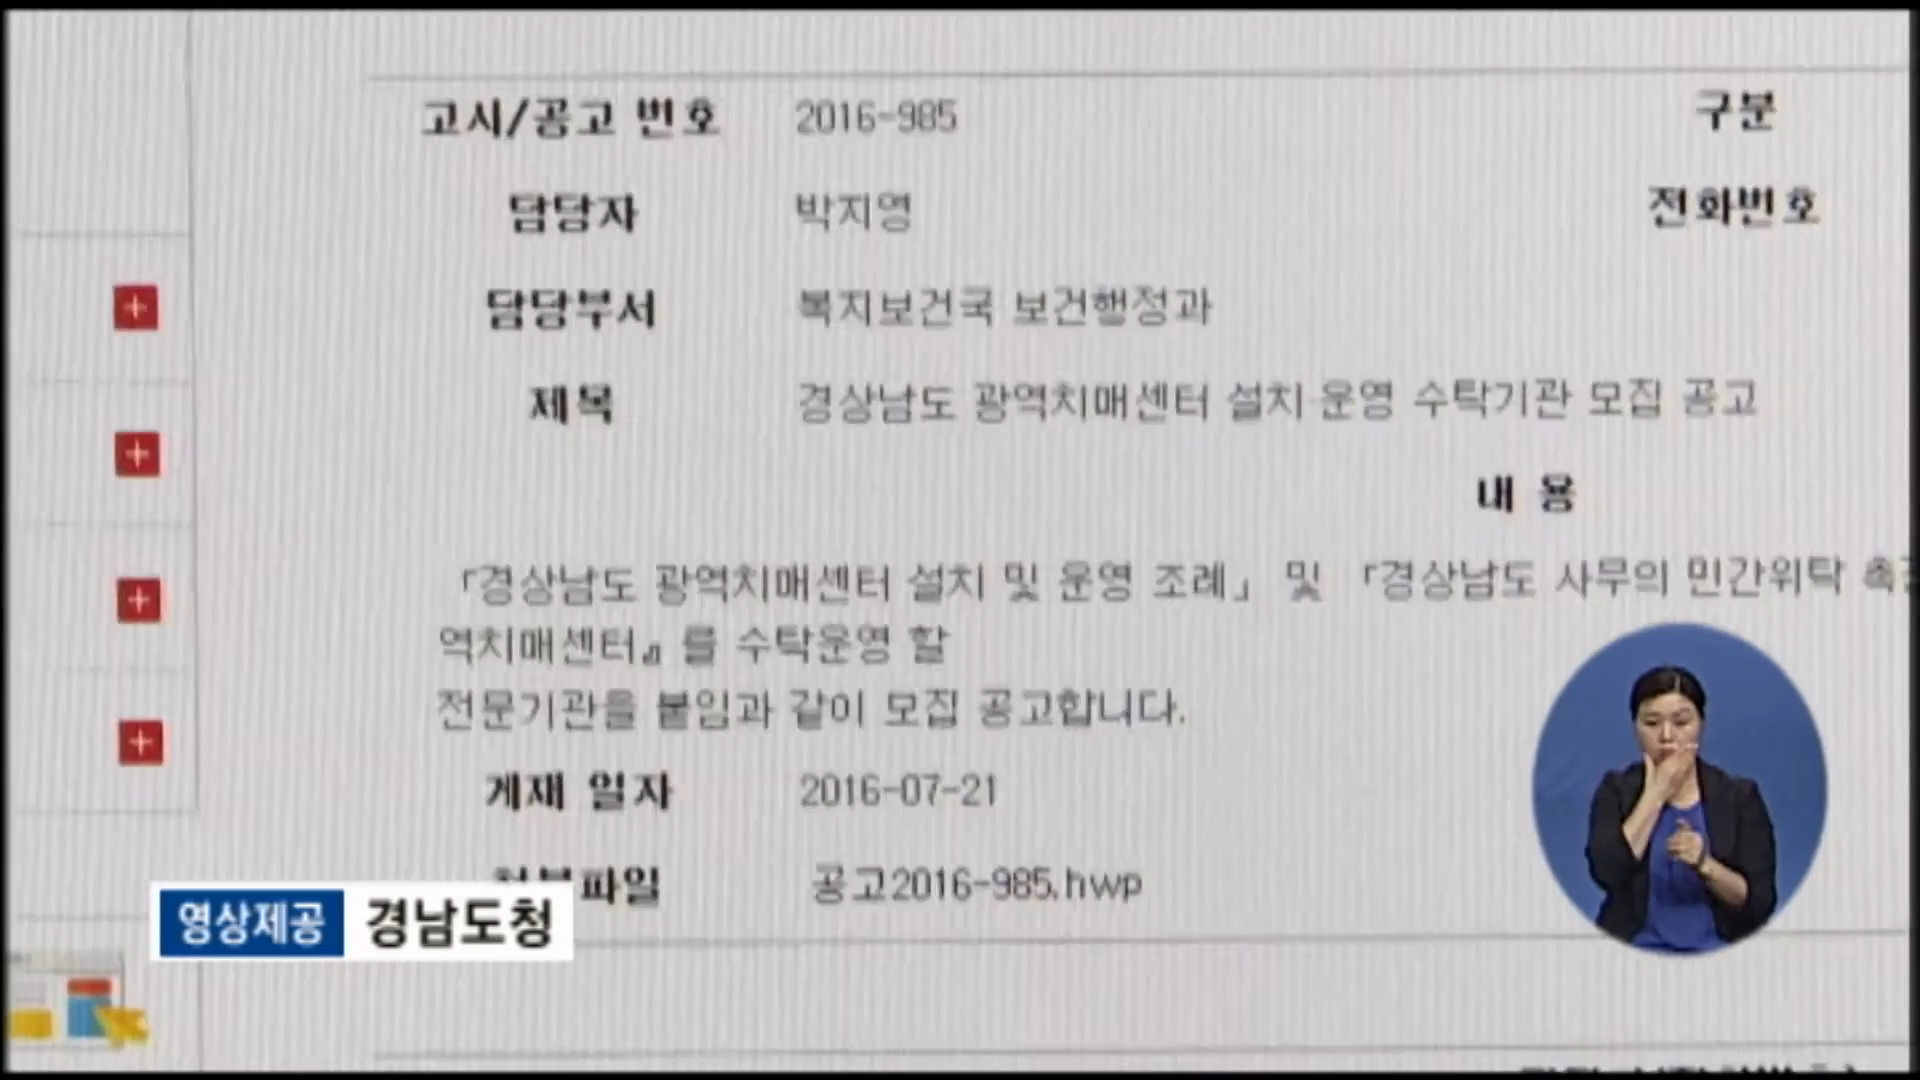 고시/공고 번호 2016-985 구분
담당자 박지영 전화번호
담당부서 복지보건국 보건행정과
제목 경상남도 광역치매센터 설치·운영 수탁기관 모집 공고
내 용
「경상남도 광역치매센터 설치 및 운영 조례」 및 「경상남도 사무의 민간위탁
역치매센터』를 수탁운영 할
전문기관을 붙임과 같이 모집 공고합니다.
게재 일자 2016-07-21
파일 공고2016-985.hwp
영상제공 경남도청